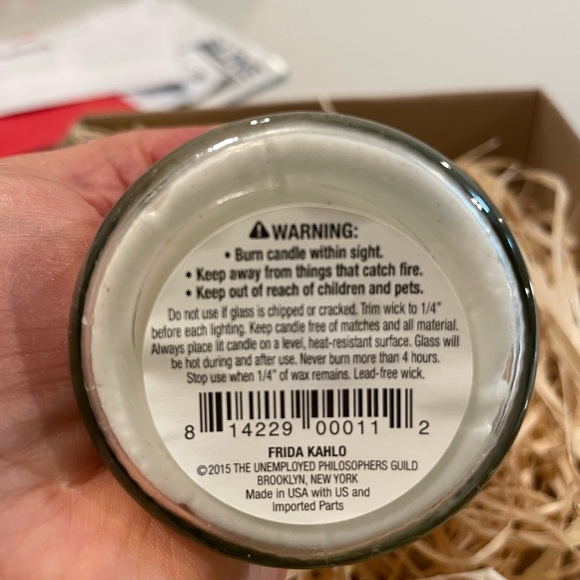 ⚠ WARNING:
• Burn candle within sight.
• Keep away from things that catch fire.
• Keep out of reach of children and pets.
Do not use if glass is chipped or cracked. Trim wick to 1/4"
before each lighting. Keep candle free of matches and all material.
Always place lit candle on a level, heat-resistant surface. Glass will
be hot during and after use. Never burn more than 4 hours.
Stop use when 1/4" of wax remains. Lead-free wick.
8 14229 00011 2
FRIDA KAHLO
©2015 THE UNEMPLOYED PHILOSOPHERS GUILD
BROOKLYN, NEW YORK
Made in USA with US and
Imported Parts